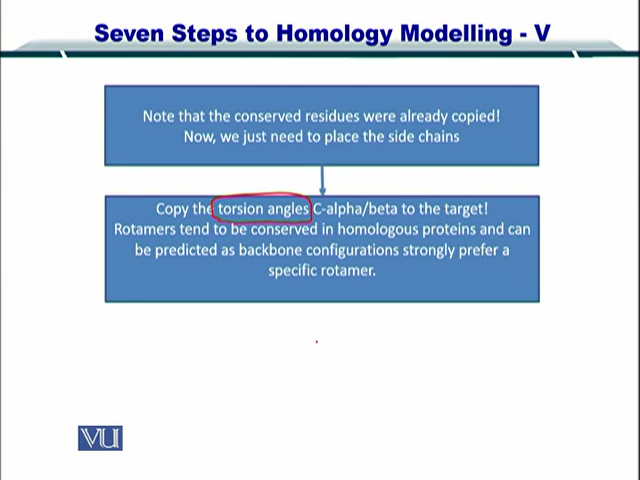 Seven Steps to Homology Modelling - V
Note that the conserved residues were already copied!
Now, we just need to place the side chains
Copy the torsion angles C-alpha/beta to the target!
Rotamers tend to be conserved in homologous proteins and can
be predicted as backbone configurations strongly prefer a
specific rotamer.
VU